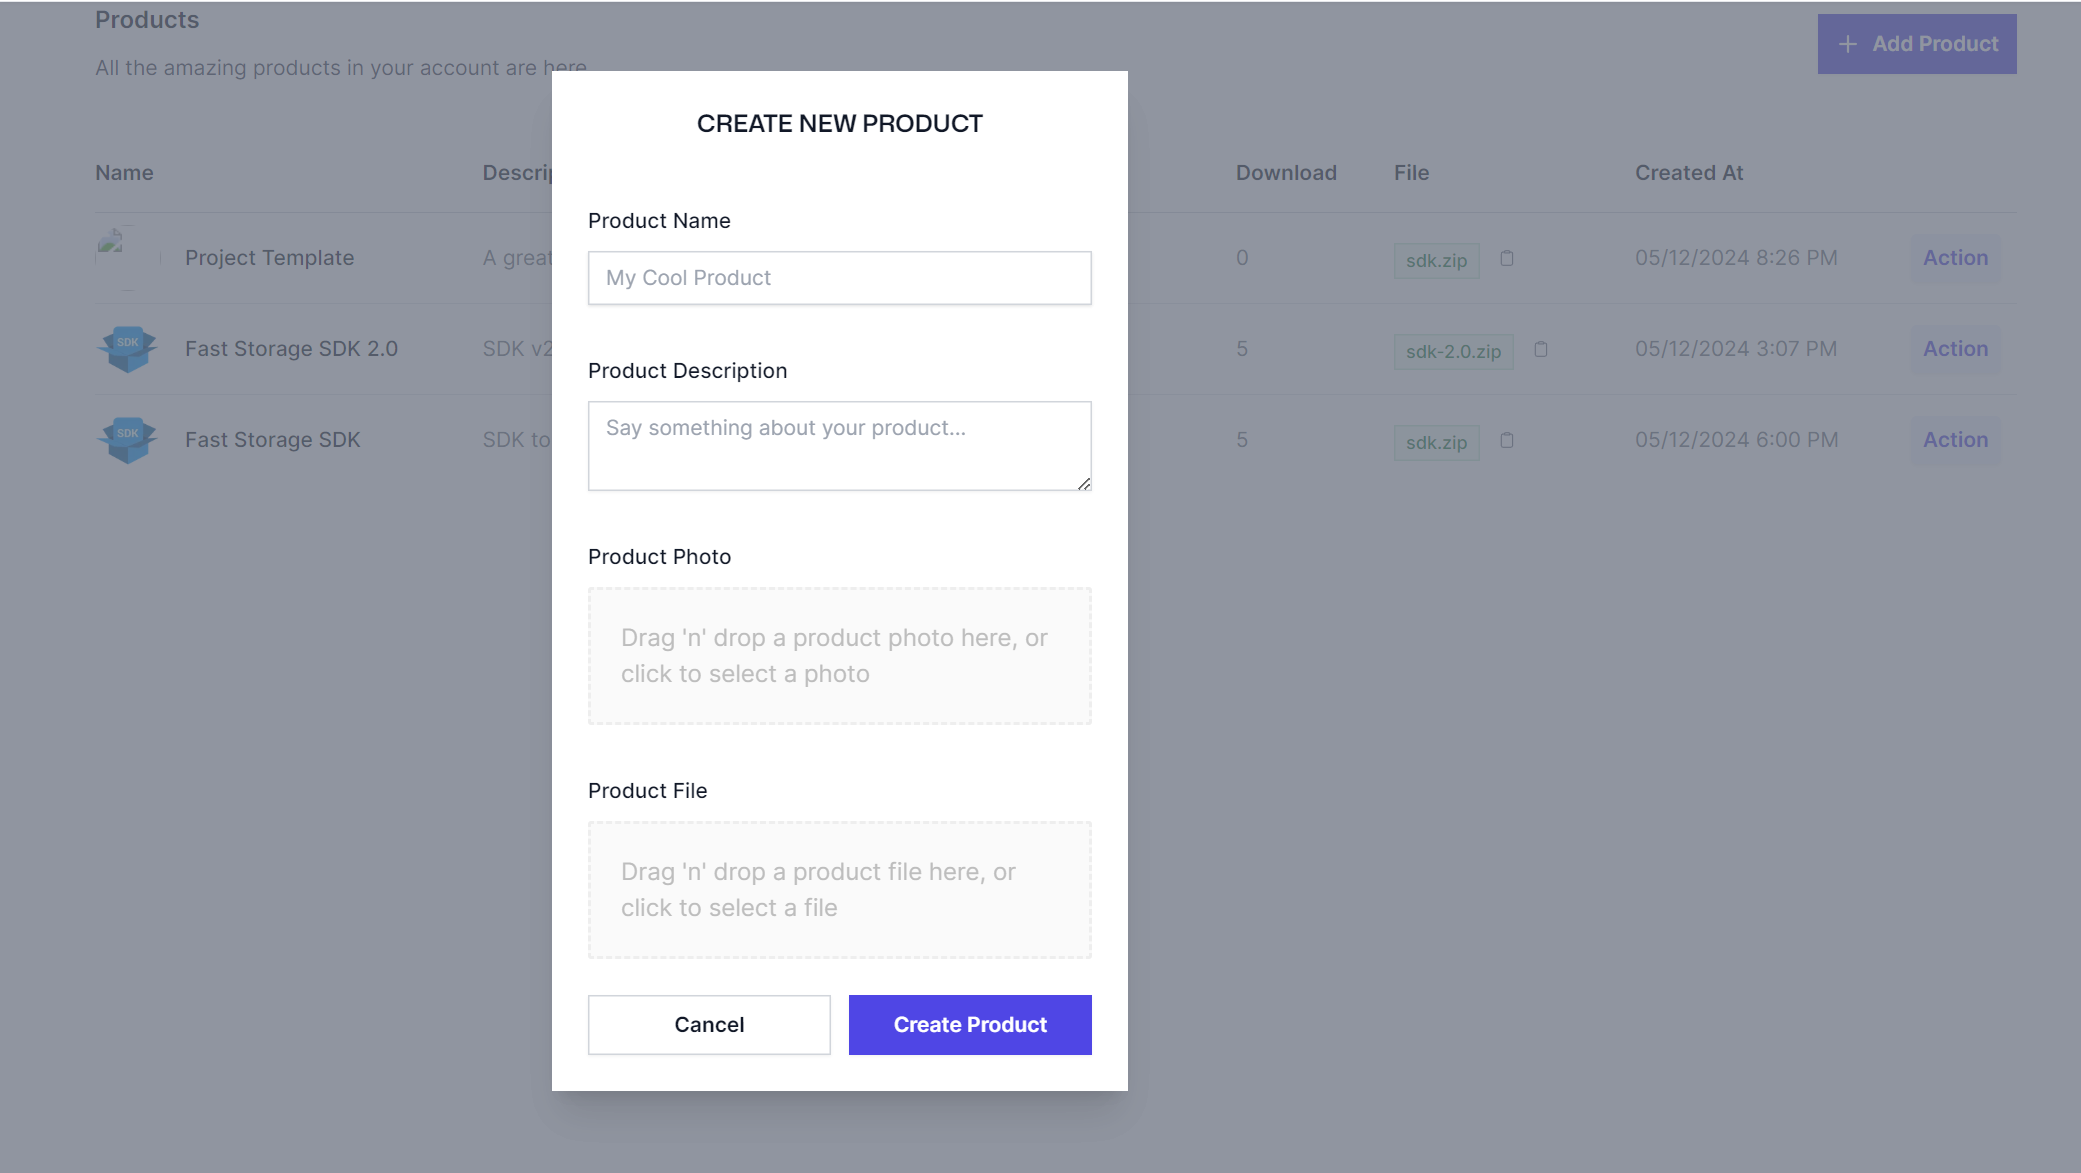 Products
+ Add Product
All the amazing products in your account are here
CREATE NEW PRODUCT
Name
Download
File
Created At
Product Name
My Cool Product
Project Template
A great
0
sdk.zip
05/12/2024 8:26 PM
Action
SDK
Fast Storage SDK 2.0
SDK v2
5
sdk-2.0.zip
05/12/2024 3:07 PM
Action
Product Description
Say something about your product...
SDK
Fast Storage SDK
SDK to
5
sdk.zip
05/12/2024 6:00 PM
Action
Product Photo
Drag 'n' drop a product photo here, or
click to select a photo
Product File
Drag 'n' drop a product file here, or
click to select a file
Cancel
Create Product